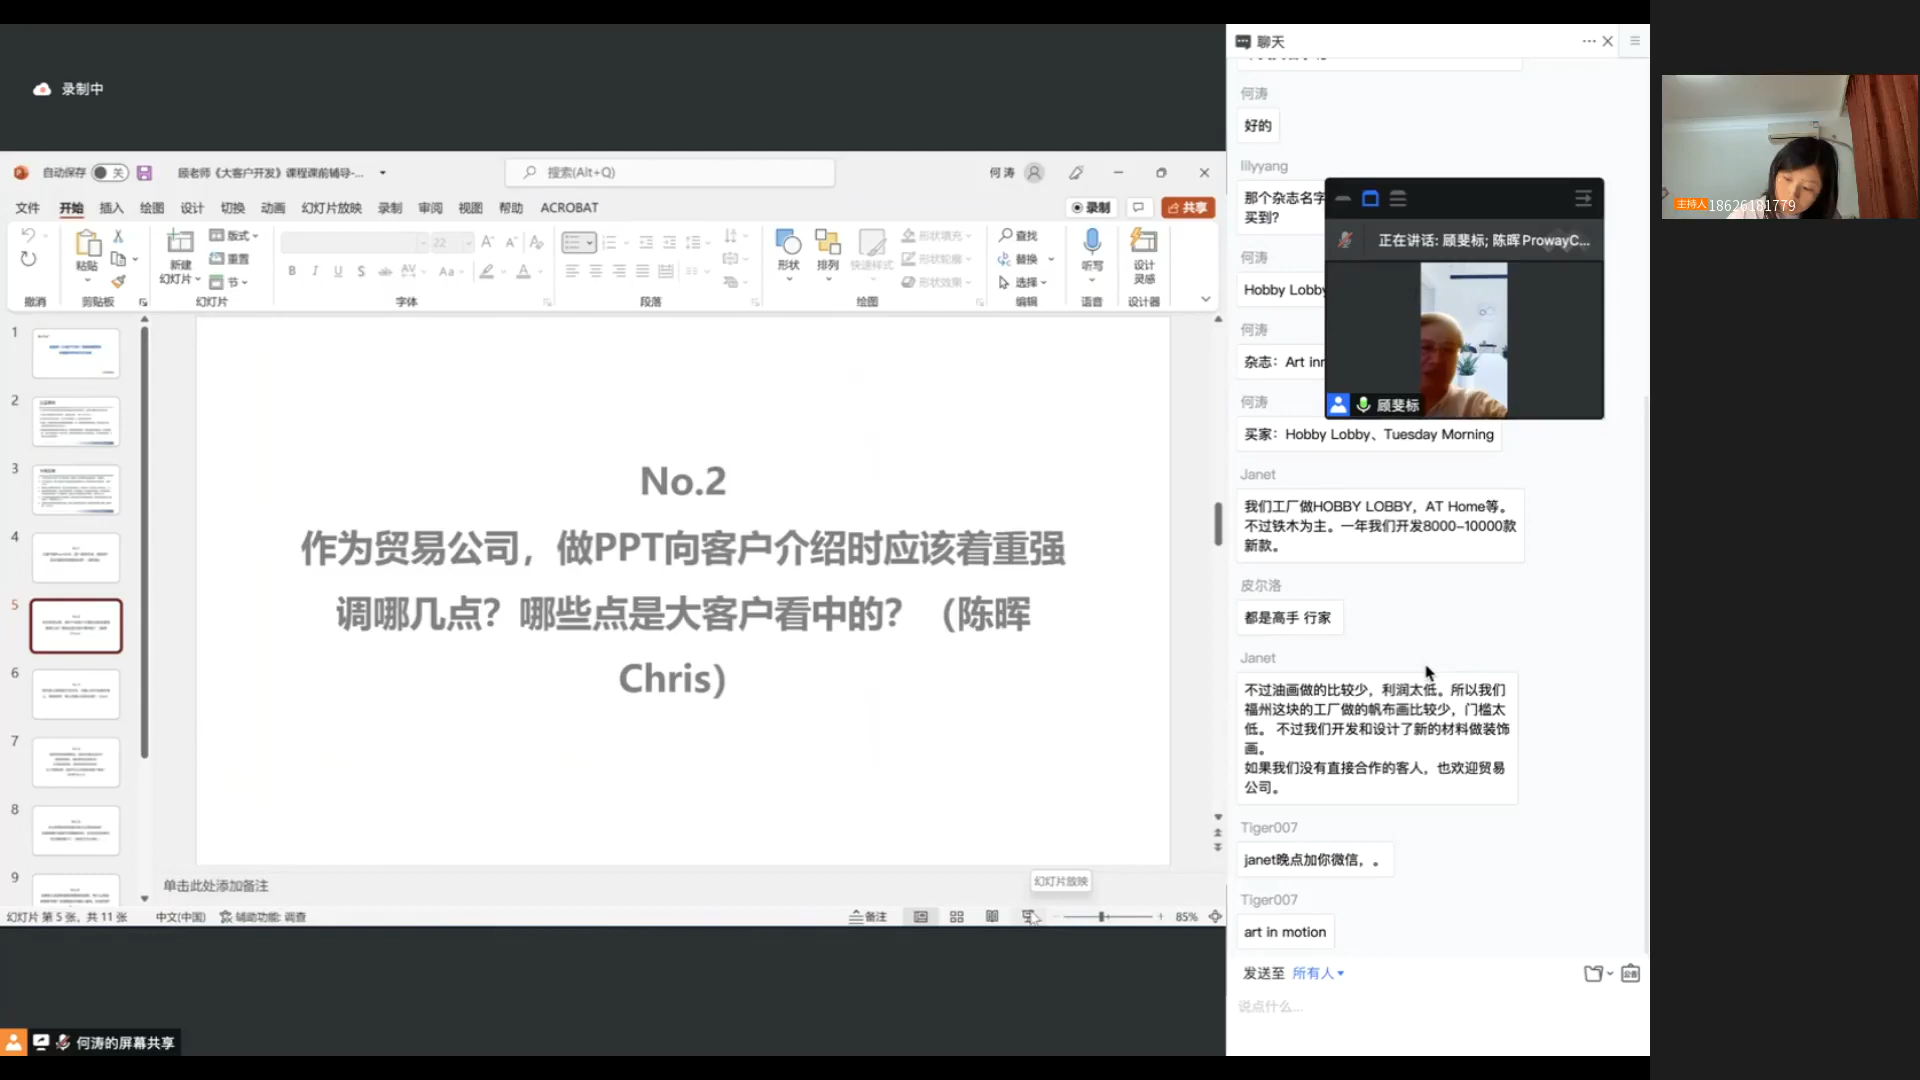 录制中
自动保存
关
顾老师《大客户开发》课程课前辅导-...
搜索(Alt+Q)
何 涛
文件
开始
插入
绘图
设计
切换
动画
幻灯片放映
录制
审阅
视图
帮助
ACROBAT
录制
共享
粘贴
新建
幻灯片
版式
重置
节
22
形状
排列
快速样式
形状填充
形状轮廓
形状效果
查找
替换
选择
听写
设计
灵感
撤消
剪贴板
幻灯片
字体
段落
绘图
编辑
语音
设计器
1
2
3
4
5
6
7
8
9
No.2
作为贸易公司，做PPT向客户介绍时应该着重强
调哪几点？哪些点是大客户看中的？（陈晖
Chris）
单击此处添加备注
幻灯片放映
幻灯片 第 5 张，共 11 张
中文(中国)
辅助功能: 调查
备注
85%
何涛的屏幕共享
聊天
何涛
好的
lilyyang
那个杂志名字
买到?
何涛
Hobby Lobby
何涛
杂志：Art inn
何涛
买家：Hobby Lobby、Tuesday Morning
Janet
我们工厂做HOBBY LOBBY，AT Home等。
不过铁木为主。一年我们开发8000-10000款
新款。
皮尔洛
都是高手 行家
Janet
不过油画做的比较少，利润太低。所以我们
福州这块的工厂做的帆布画比较少，门槛太
低。 不过我们开发和设计了新的材料做装饰
画。
如果我们没有直接合作的客人，也欢迎贸易
公司。
Tiger007
janet晚点加你微信，。
Tiger007
art in motion
发送至 所有人
说点什么...
正在讲话: 顾斐标; 陈晖ProwayC...
顾斐标
主持人
18626181779